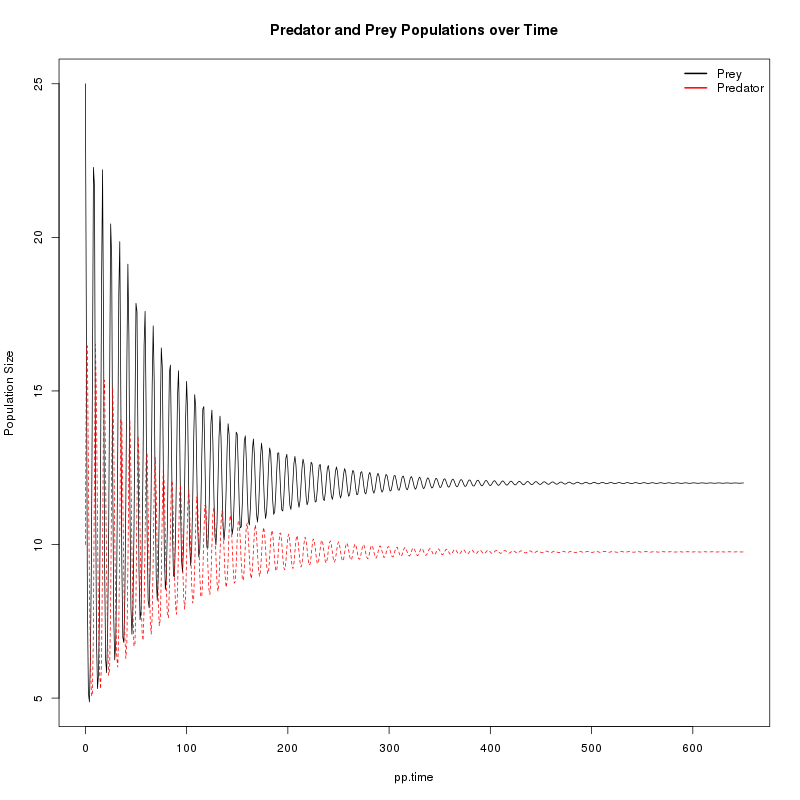 Predator and Prey Populations over Time
Prey
Predator
25
20
15
10
5
Population Size
0 100 200 300 400 500 600
pp.time